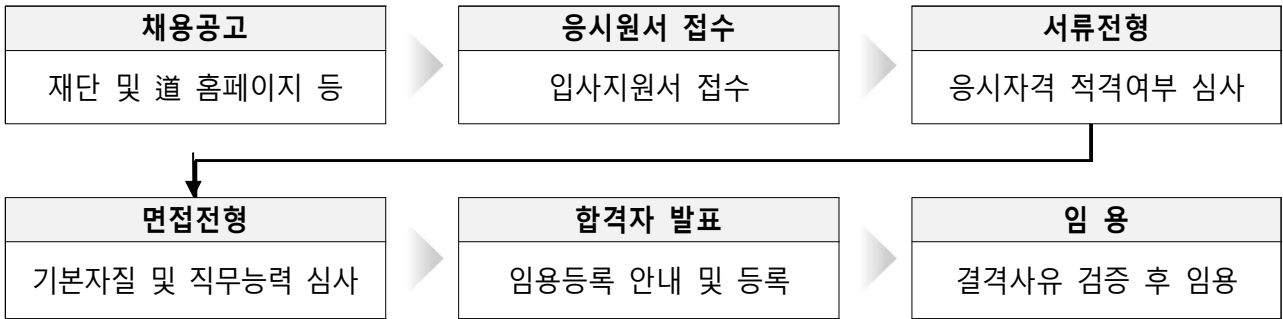 채용공고
재단 및 道 홈페이지 등
응시원서 접수
입사지원서 접수
서류전형
응시자격 적격여부 심사
면접전형
기본자질 및 직무능력 심사
합격자 발표
임용등록 안내 및 등록
임 용
결격사유 검증 후 임용